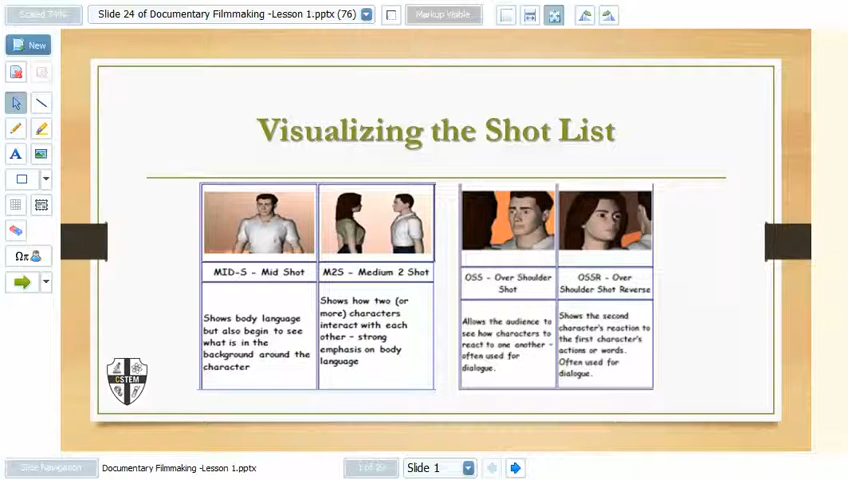 Scaled 74%
Slide 24 of Documentary Filmmaking -Lesson 1.pptx (76)
Markup Visible
New
A
Ωπ
Visualizing the Shot List
MID-S - Mid Shot
Shows body language
but also begin to see
what is in the
background around the
character
M2S - Medium 2 Shot
Shows how two (or
more) characters
interact with each
other - strong
emphasis on body
language
OSS - Over Shoulder
Shot
Allows the audience to
see how characters to
react to one another -
often used for
dialogue.
OSSR - Over
Shoulder Shot Reverse
Shows the second
character's reaction to
the first character's
actions or words.
Often used for
dialogue.
CSTEM
Slide Navigation
Documentary Filmmaking -Lesson 1.pptx
Slide 1